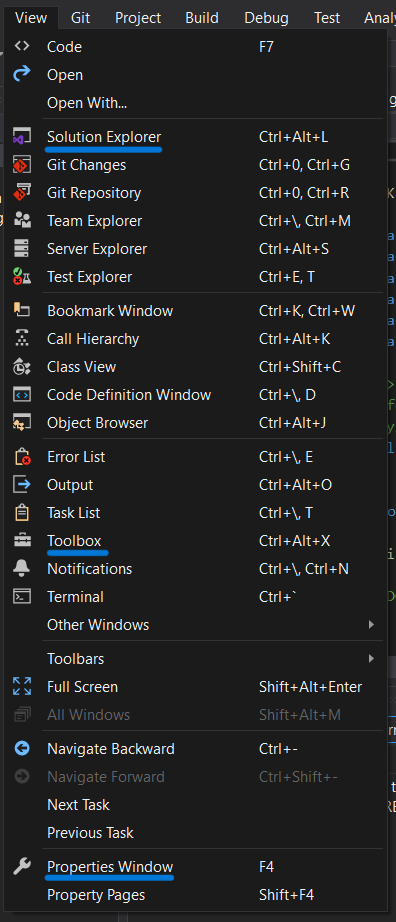 View Git Project Build Debug Test Analy
Code F7
Open
Open With...
Solution Explorer Ctrl+Alt+L
Git Changes Ctrl+0, Ctrl+G
Git Repository Ctrl+0, Ctrl+R
Team Explorer Ctrl+\, Ctrl+M
Server Explorer Ctrl+Alt+S
Test Explorer Ctrl+E, T
Bookmark Window Ctrl+K, Ctrl+W
Call Hierarchy Ctrl+Alt+K
Class View Ctrl+Shift+C
Code Definition Window Ctrl+\, D
Object Browser Ctrl+Alt+J
Error List Ctrl+\, E
Output Ctrl+Alt+O
Task List Ctrl+\, T
Toolbox Ctrl+Alt+X
Notifications Ctrl+\, Ctrl+N
Terminal Ctrl+`
Other Windows
Toolbars
Full Screen Shift+Alt+Enter
All Windows Shift+Alt+M
Navigate Backward Ctrl+-
Navigate Forward Ctrl+Shift+-
Next Task
Previous Task
Properties Window F4
Property Pages Shift+F4